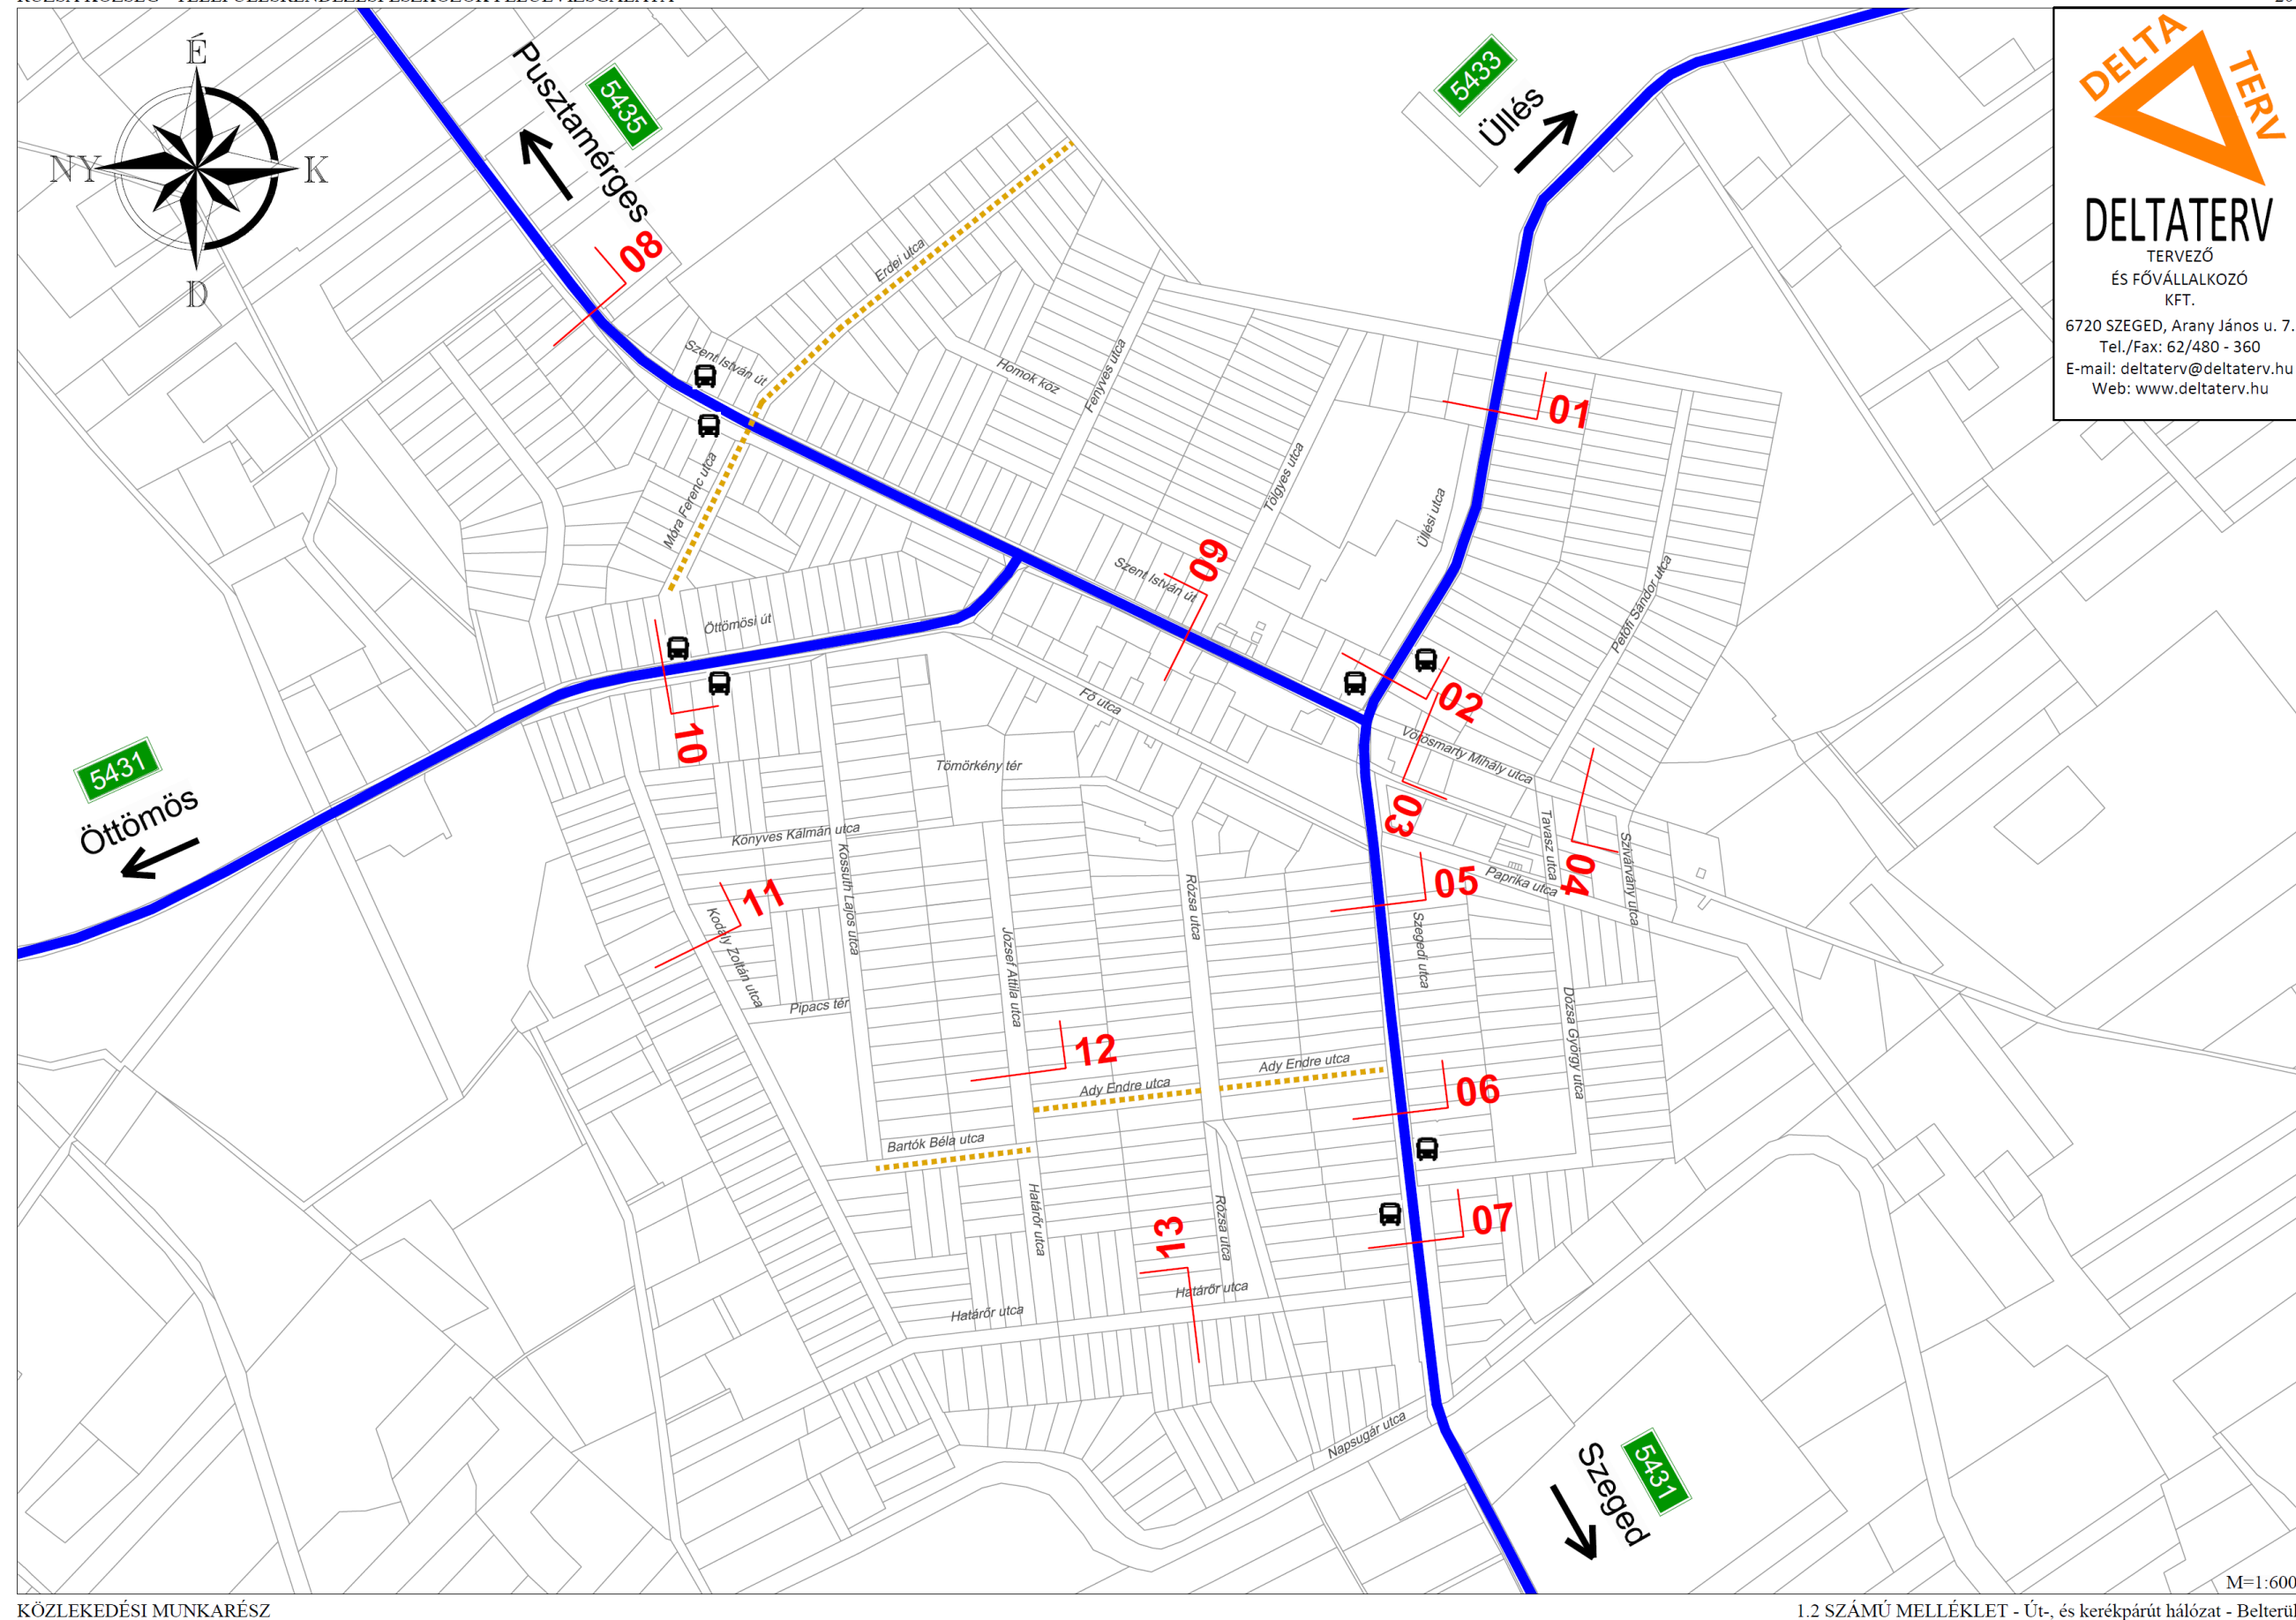 É
NY
K
D
Pusztamérges
5435
5433
Üllés
DELTA
TERV
DELTATERV
TERVEZŐ
ÉS FŐVÁLLALKOZÓ
KFT.
6720 SZEGED, Arany János u. 7.
Tel./Fax: 62/480 - 360
E-mail: deltaterv@deltaterv.hu
Web: www.deltaterv.hu
08
Erdei utca
Szent István út
Homok köz
Fenyves utca
01
Móra Ferenc utca
Tölgyes utca
Üllési utca
09
Szent István út
Petőfi Sándor utca
Öttömösi út
Fő utca
02
10
Vörösmarty Mihály utca
5431
Öttömös
Tömörkény tér
03
Könyves Kálmán utca
Kossuth Lajos utca
Tavasz utca
Szivárvány utca
04
05
Paprika utca
11
Kodály Zoltán utca
Rózsa utca
József Attila utca
Szegedi utca
Pipacs tér
Dózsa György utca
12
Ady Endre utca
Ady Endre utca
06
Bartók Béla utca
Határőr utca
Rózsa utca
07
13
Határőr utca
Határőr utca
Napsugár utca
Szeged
5431
M=1:600
KÖZLEKEDÉSI MUNKARÉSZ
1.2 SZÁMÚ MELLÉKLET - Út-, és kerékpárút hálózat - Belterül